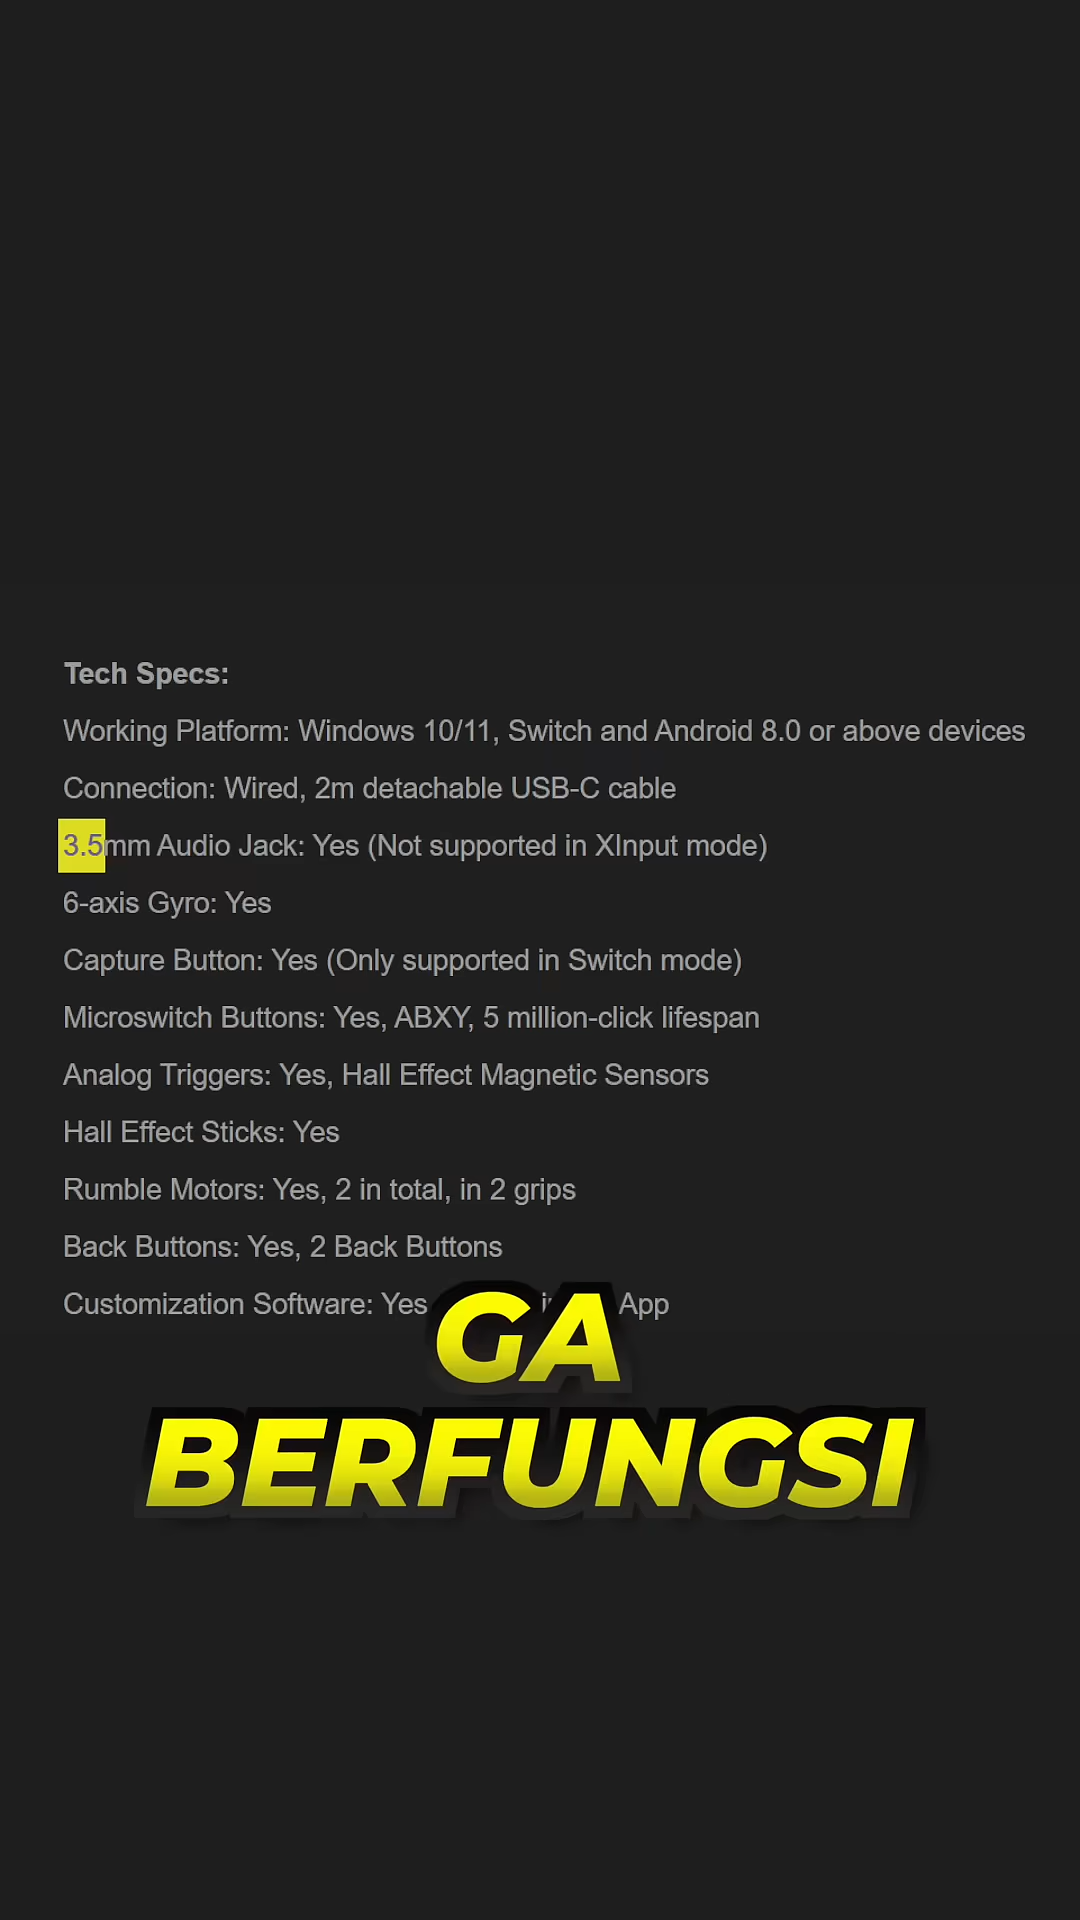 Tech Specs:
Working Platform: Windows 10/11, Switch and Android 8.0 or above devices
Connection: Wired, 2m detachable USB-C cable
3.5mm Audio Jack: Yes (Not supported in XInput mode)
6-axis Gyro: Yes
Capture Button: Yes (Only supported in Switch mode)
Microswitch Buttons: Yes, ABXY, 5 million-click lifespan
Analog Triggers: Yes, Hall Effect Magnetic Sensors
Hall Effect Sticks: Yes
Rumble Motors: Yes, 2 in total, in 2 grips
Back Buttons: Yes, 2 Back Buttons
Customization Software: Yes App
GA
BERFUNGSI